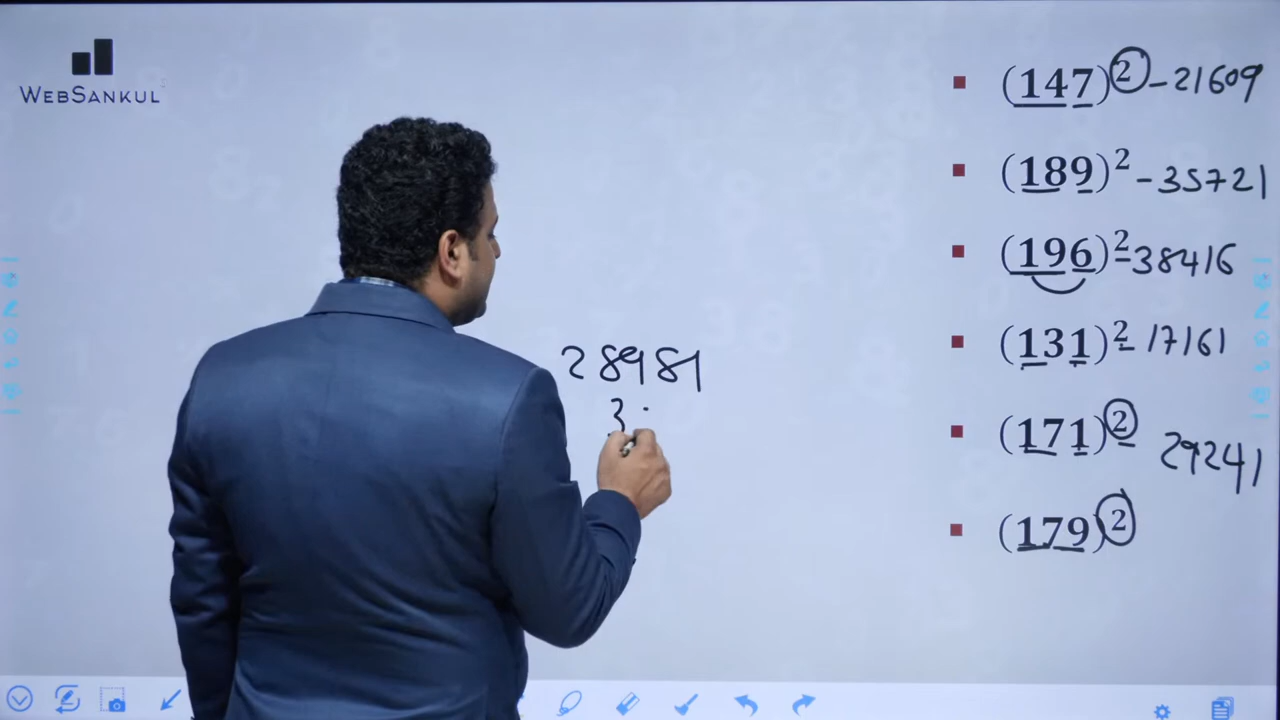 WEBSANKUL
(147)² - 21609
(189)² - 35721
(196)² - 38416
(131)² - 17161
(171)² 29241
(179)²
28981
3